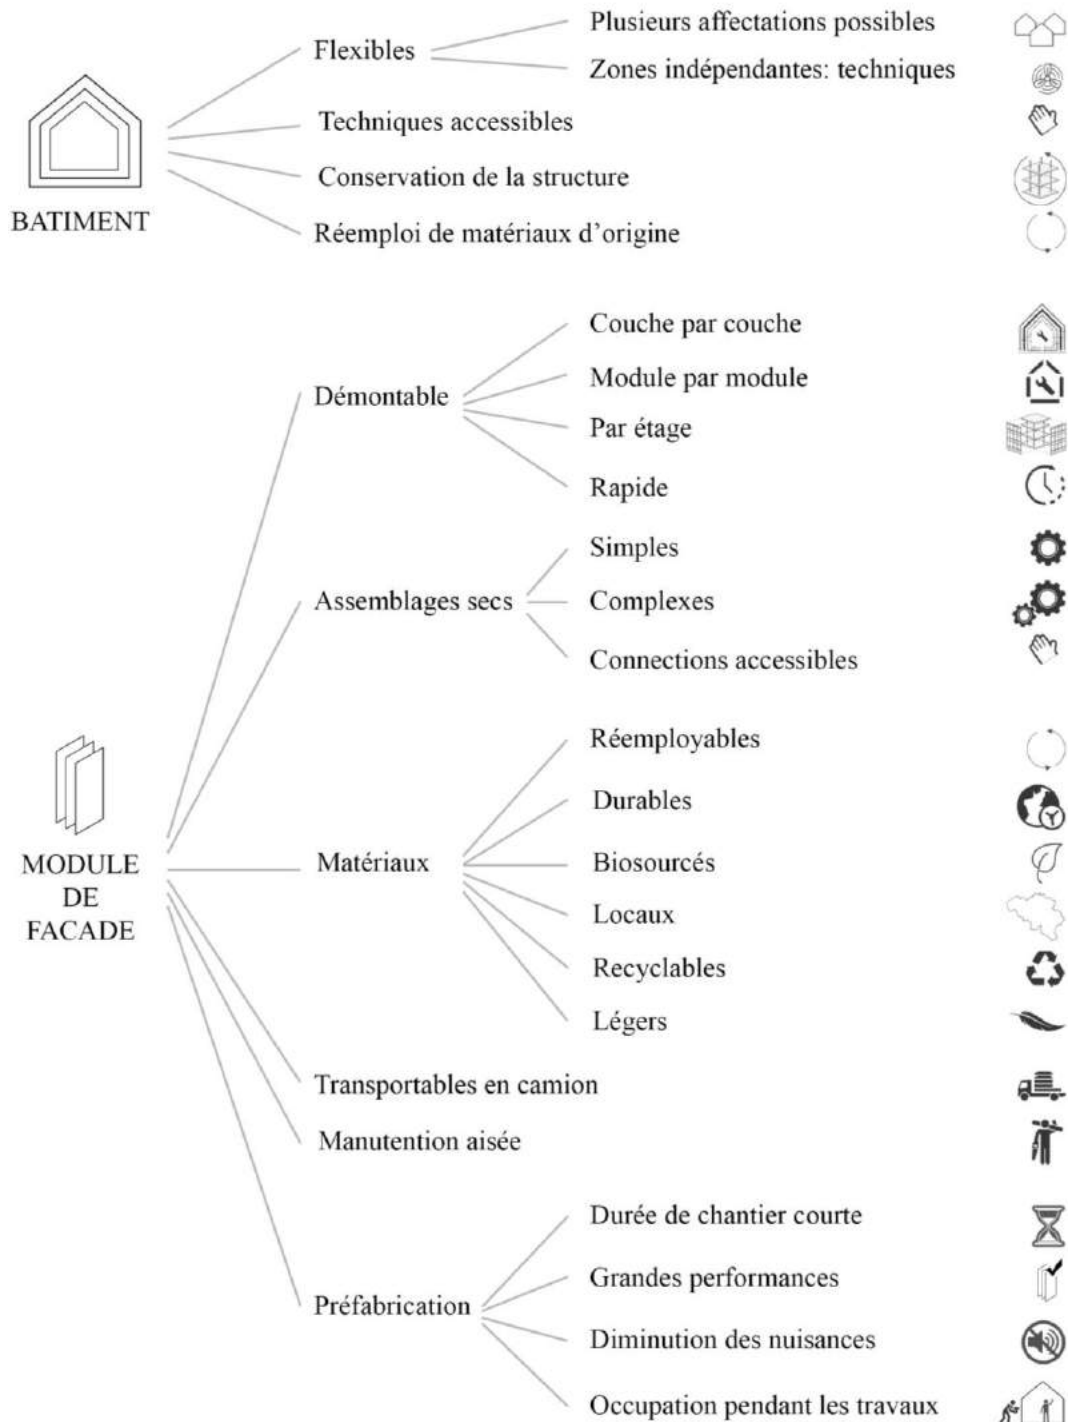 Plusieurs affectations possibles
Flexibles
Zones indépendantes: techniques
Techniques accessibles
Conservation de la structure
BATIMENT
Réemploi de matériaux d’origine
Couche par couche
Module par module
Démontable
Par étage
Rapide
Simples
Assemblages secs
Complexes
Connections accessibles
Réemployables
Durables
MODULE
DE
FACADE
Matériaux
Biosourcés
Locaux
Recyclables
Légers
Transportables en camion
Manutention aisée
Durée de chantier courte
Grandes performances
Préfabrication
Diminution des nuisances
Occupation pendant les travaux